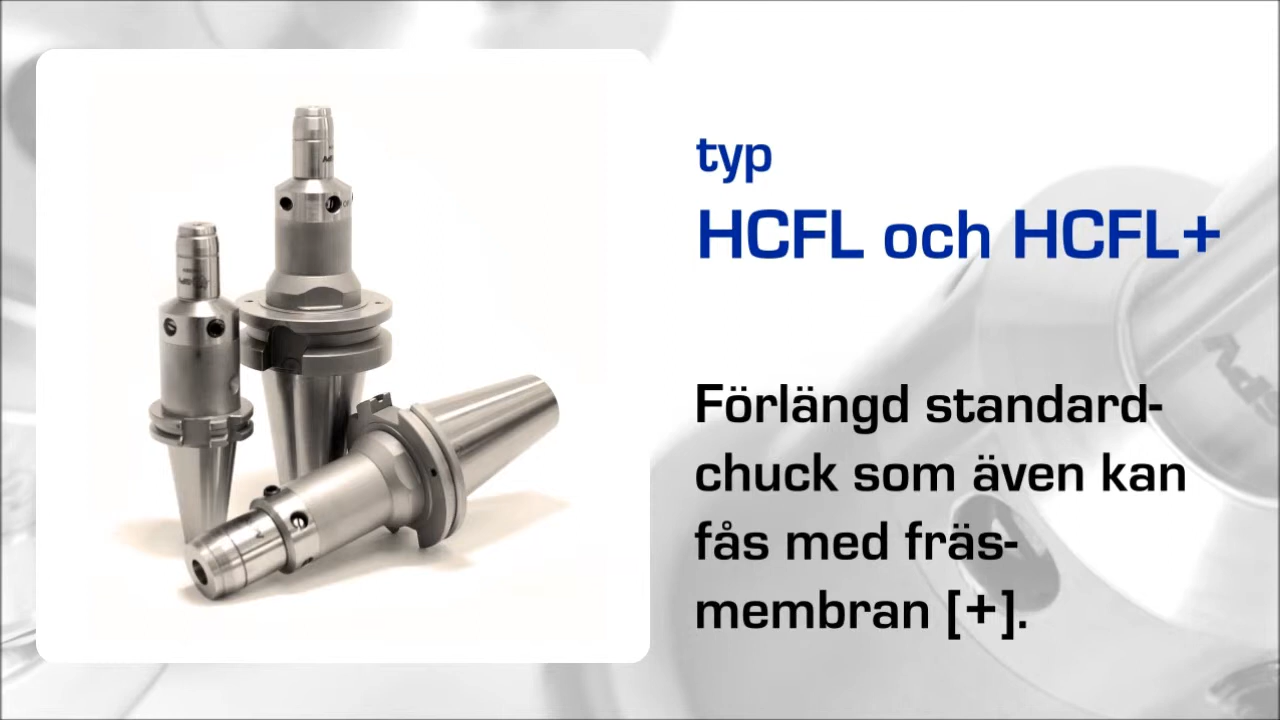 typ
HCFL och HCFL+
Förlängd standard-
chuck som även kan
fås med fräs-
membran [+].